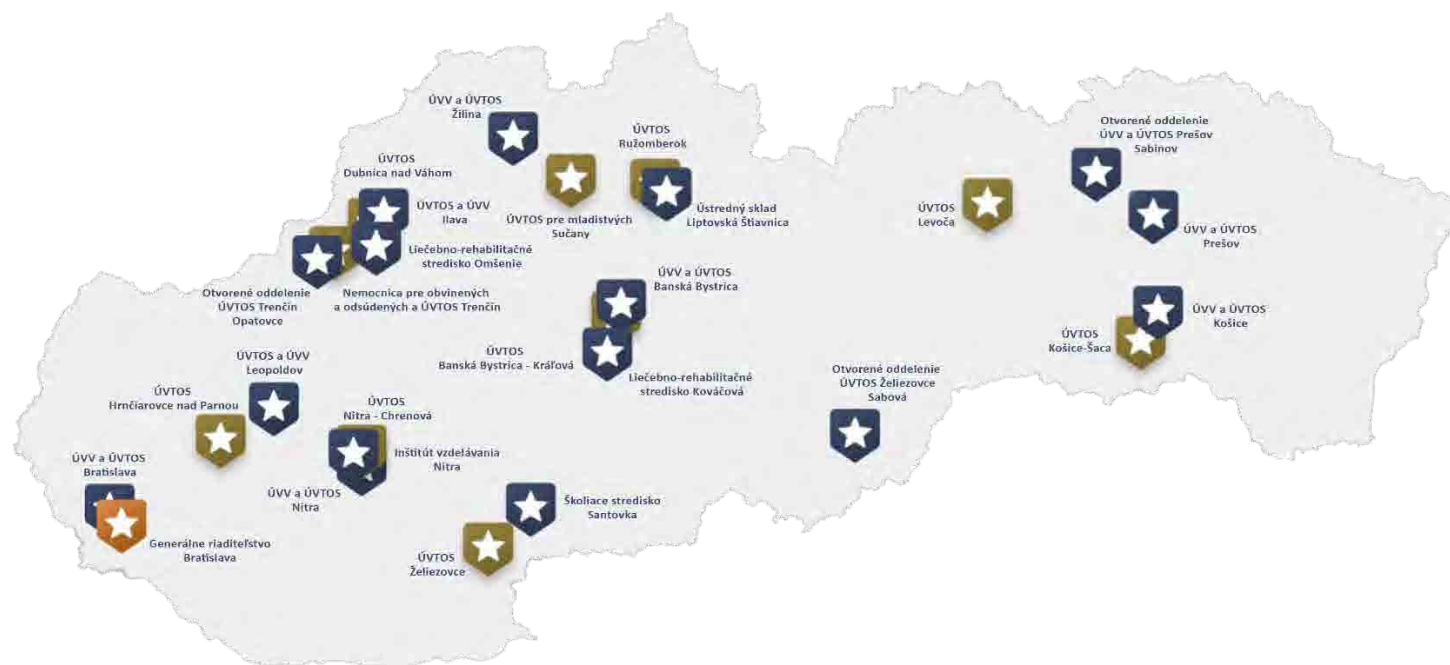 ÚVV a ÚVTOS
Žilina
ÚVTOS
Ružomberok
Otvorené oddelenie
ÚVV a ÚVTOS Prešov
Sabinov
ÚVTOS
Dubnica nad Váhom
ÚVTOS a ÚVV
Ilava
ÚVTOS pre mladistvých
Sučany
Ústredný sklad
Liptovská Štiavnica
ÚVTOS
Levoča
ÚVV a ÚVTOS
Prešov
Liečebno-rehabilitačné
stredisko Omšenie
Otvorené oddelenie
ÚVTOS Trenčín
Opatovce
Nemocnica pre obvinených
a odsúdených a ÚVTOS Trenčín
ÚVV a ÚVTOS
Banská Bystrica
ÚVV a ÚVTOS
Košice
ÚVTOS
Košice-Šaca
ÚVTOS
Banská Bystrica - Kráľová
Liečebno-rehabilitačné
stredisko Kováčová
ÚVTOS a ÚVV
Leopoldov
Otvorené oddelenie
ÚVTOS Želiezovce
Sabová
ÚVTOS
Hrnčiarovce nad Parnou
ÚVTOS
Nitra - Chrenová
Inštitút vzdelávania
Nitra
ÚVV a ÚVTOS
Bratislava
ÚVV a ÚVTOS
Nitra
Školiace stredisko
Santovka
Generálne riaditeľstvo
Bratislava
ÚVTOS
Želiezovce